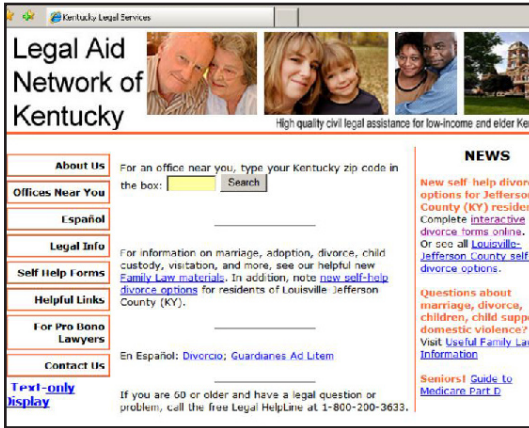 Kentucky Legal Services
Legal Aid
Network of
Kentucky
High quality civil legal assistance for low-income and elder Ke
About Us
Offices Near You
Español
Legal Info
Self Help Forms
Helpful Links
For Pro Bono
Lawyers
Contact Us
Text-only
Display
For an office near you, type your Kentucky zip code in
the box: Search
For information on marriage, adoption, divorce, child
custody, visitation, and more, see our helpful new
Family Law materials. In addition, note new self-help
divorce options for residents of Louisville Jefferson
County (KY).
En Español: Divorcio; Guardianes Ad Litem
If you are 60 or older and have a legal question or
problem, call the free Legal HelpLine at 1-800-200-3633.
NEWS
New self help divor
options for Jefferso
County (KY) residen
Complete interactive
divorce forms online.
Or see all Louisville-
Jefferson County self
divorce options.
Questions about
marriage, divorce,
children, child supp
domestic violence?
Visit Useful Family La
Information
Seniors! Guide to
Medicare Part D